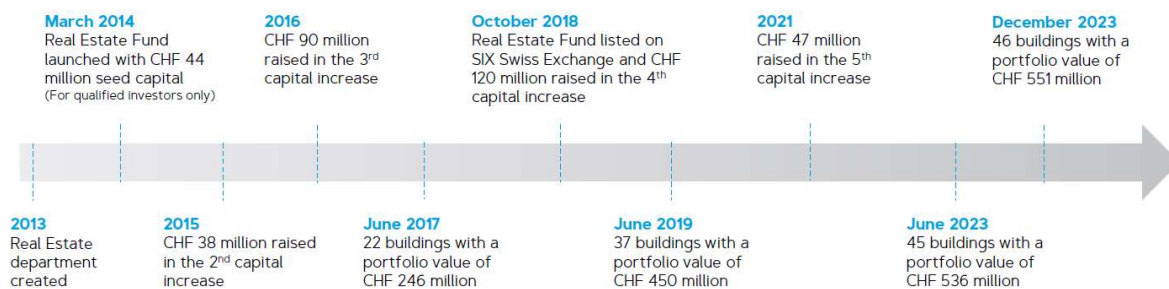 March 2014
Real Estate Fund
launched with CHF 44
million seed capital
(For qualified investors only)
2016
CHF 90 million
raised in the 3rd
capital increase
October 2018
Real Estate Fund listed on
SIX Swiss Exchange and CHF
120 million raised in the 4th
capital increase
2021
CHF 47 million
raised in the 5th
capital increase
December 2023
46 buildings with a
portfolio value of
CHF 551 million
2013
Real Estate
department
created
2015
CHF 38 million raised
in the 2nd capital
increase
June 2017
22 buildings with a
portfolio value of
CHF 246 million
June 2019
37 buildings with a
portfolio value of
CHF 450 million
June 2023
45 buildings with a
portfolio value of
CHF 536 million